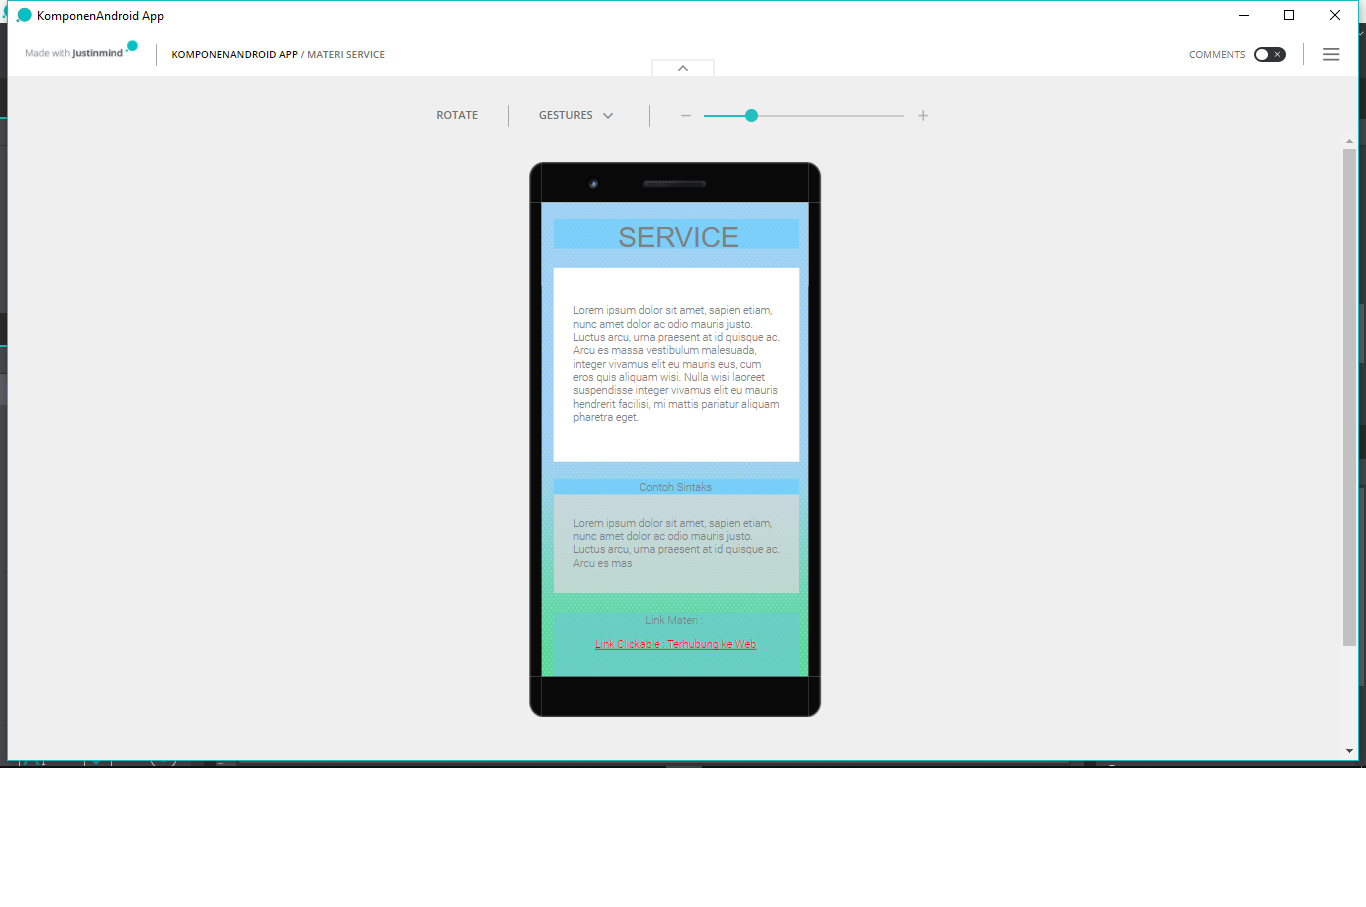 KomponenAndroid App
Made with Justinmind
KOMPONENANDROID APP / MATERI SERVICE
COMMENTS
ROTATE
GESTURES
SERVICE
Lorem ipsum dolor sit amet, sapien etiam,
nunc amet dolor ac odio mauris justo.
Luctus arcu, urna praesent at id quisque ac.
Arcu es massa vestibulum malesuada,
integer vivamus elit eu mauris eus, cum
eros quis aliquam wisi. Nulla wisi laoreet
suspendisse integer vivamus elit eu mauris
hendrerit facilisi, mi mattis pariatur aliquam
pharetra eget.
Contoh Sintaks
Lorem ipsum dolor sit amet, sapien etiam,
nunc amet dolor ac odio mauris justo.
Luctus arcu, urna praesent at id quisque ac.
Arcu es mas
Link Materi :
Link Clickable : Terhubung ke Web